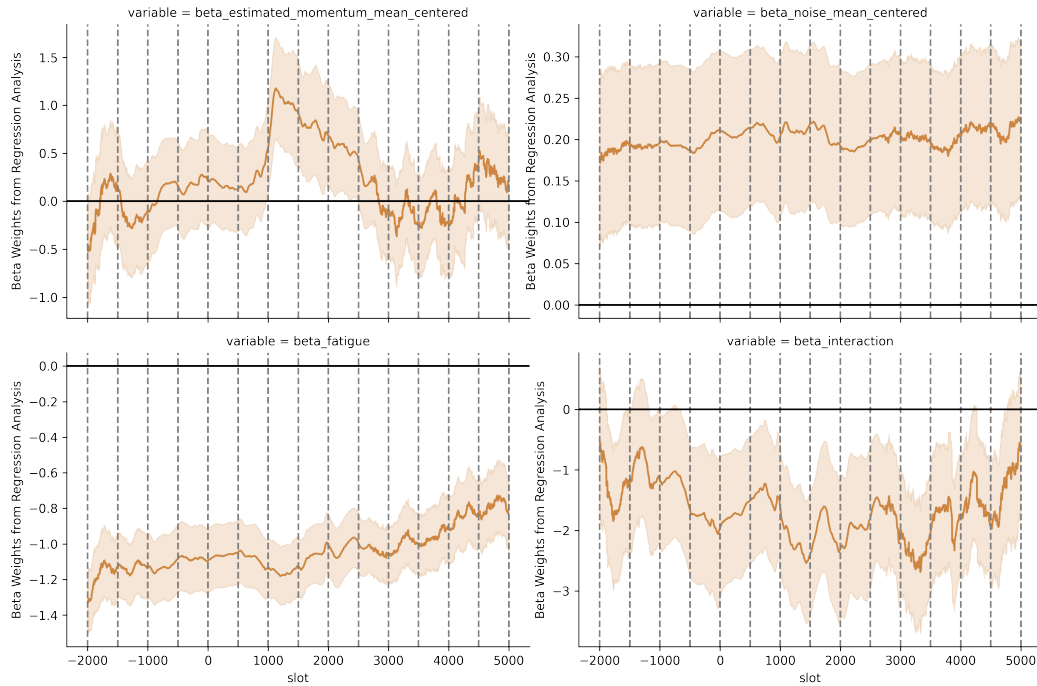 variable = beta_estimated_momentum_mean_centered
Beta Weights from Regression Analysis
1.5
1.0
0.5
0.0
−0.5
−1.0
variable = beta_noise_mean_centered
Beta Weights from Regression Analysis
0.30
0.25
0.20
0.15
0.10
0.05
0.00
variable = beta_fatigue
Beta Weights from Regression Analysis
0.0
−0.2
−0.4
−0.6
−0.8
−1.0
−1.2
−1.4
−2000 −1000 0 1000 2000 3000 4000 5000
slot
variable = beta_interaction
Beta Weights from Regression Analysis
0
−1
−2
−3
−2000 −1000 0 1000 2000 3000 4000 5000
slot